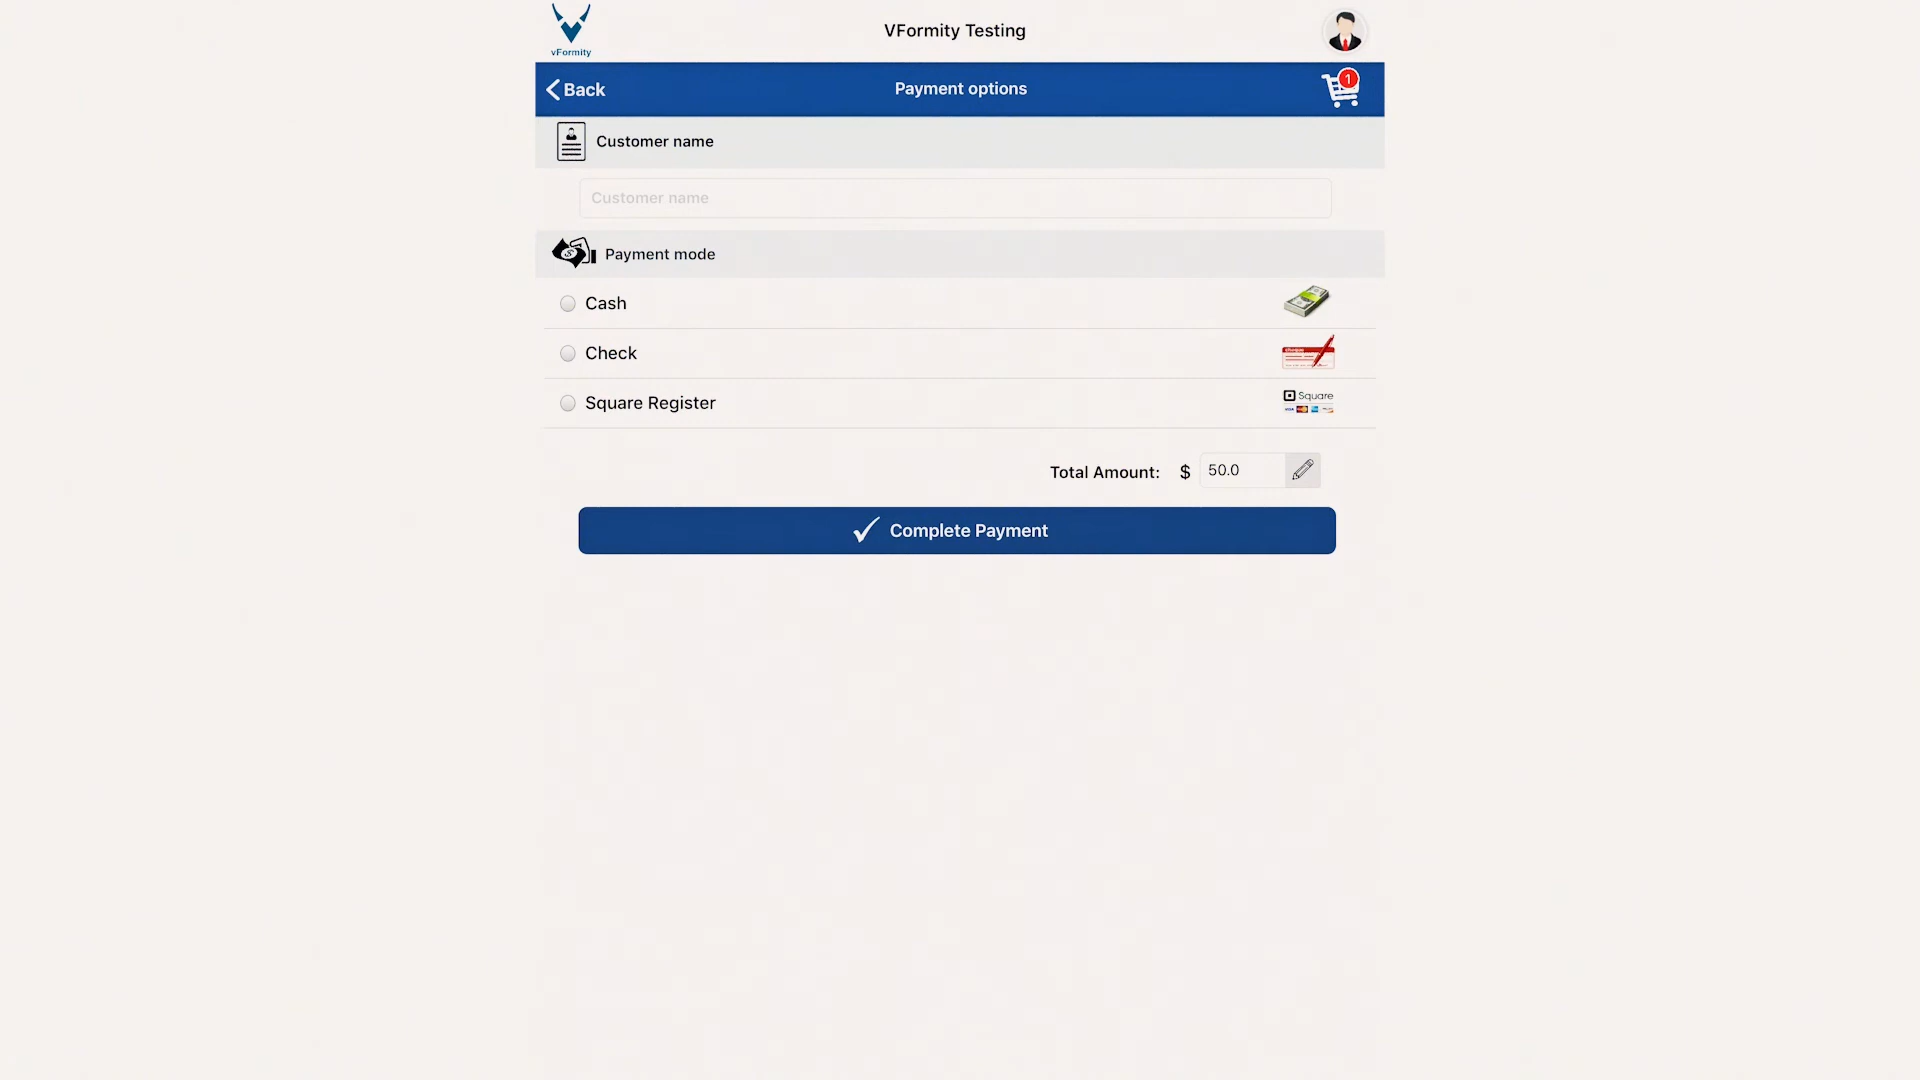 vFormity
VFormity Testing
Back
Payment options
1
Customer name
Customer name
Payment mode
Cash
Check
Square Register
Square
VISA
Total Amount: $ 50.0
Complete Payment